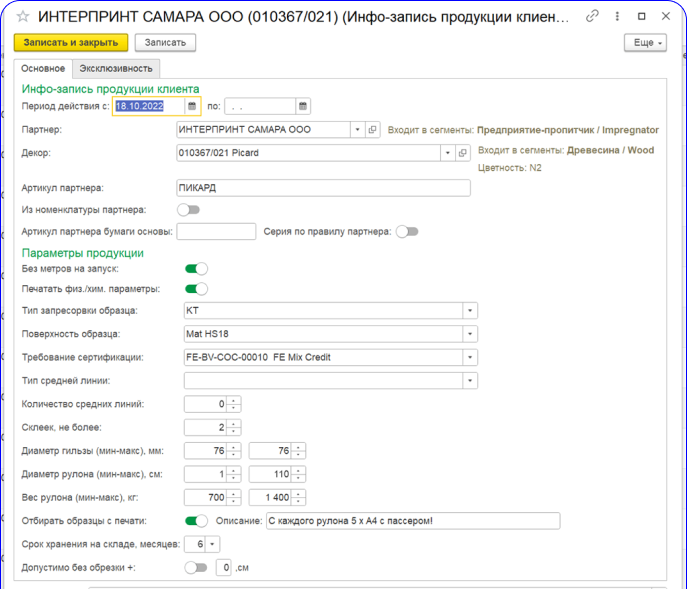 ИНТЕРПРИНТ САМАРА ООО (010367/021) (Инфо-запись продукции клиен...
Записать и закрыть Записать Еще
Основное Эксклюзивность
Инфо-запись продукции клиента
Период действия с: 18.10.2022 по: . .
Партнер: ИНТЕРПРИНТ САМАРА ООО Входит в сегменты: Предприятие-пропитчик / Impregnator
Декор: 010367/021 Picard Входит в сегменты: Древесина / Wood
Цветность: N2
Артикул партнера: ПИКАРД
Из номенклатуры партнера:
Артикул партнера бумаги основы: Серия по правилу партнера:
Параметры продукции
Без метров на запуск:
Печатать физ./хим. параметры:
Тип запресорвки образца: KT
Поверхность образца: Mat HS18
Требование сертификации: FE-BV-COC-00010 FE Mix Credit
Тип средней линии:
Количество средних линий: 0
Склеек, не более: 2
Диаметр гильзы (мин-макс), мм: 76 76
Диаметр рулона (мин-макс), см: 1 110
Вес рулона (мин-макс), кг: 700 1 400
Отбирать образцы с печати: Описание: С каждого рулона 5 х А4 с пассером!
Срок хранения на складе, месяцев: 6
Допустимо без обрезки +: 0 ,см